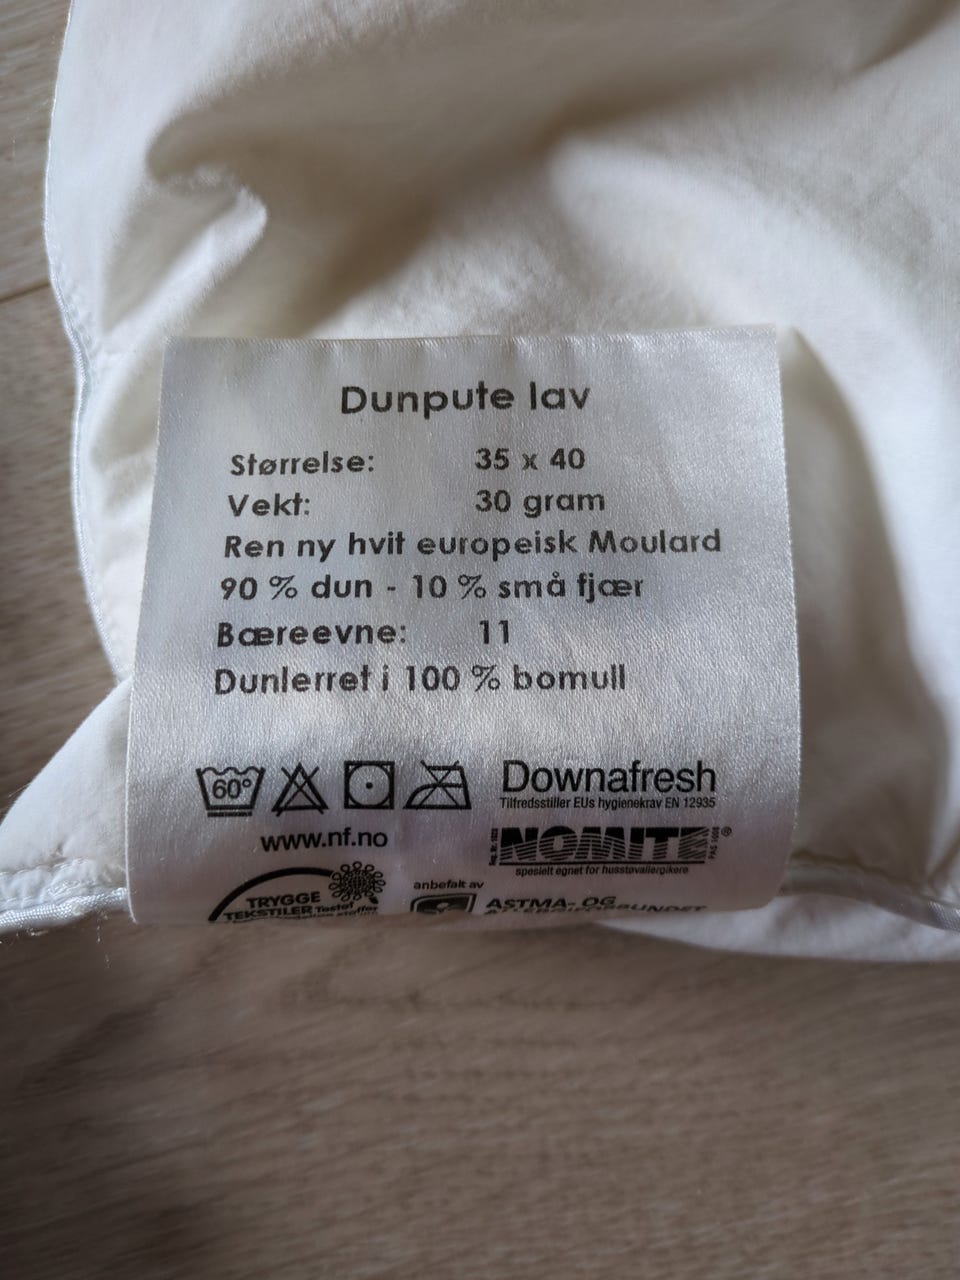 Dunpute lav
Størrelse: 35 x 40
Vekt: 30 gram
Ren ny hvit europeisk Moulard
90 % dun - 10 % små fjær
Bæreevne: 11
Dunlerret i 100 % bomull
60°
Downafresh
Tilfredsstiller EUs hygienekrav EN 12935
www.nf.no
NOMITE®
spesielt egnet for husstøvallergikere
TRYGGE
TEKSTILER Testet
anbefalt av
ASTMA- OG